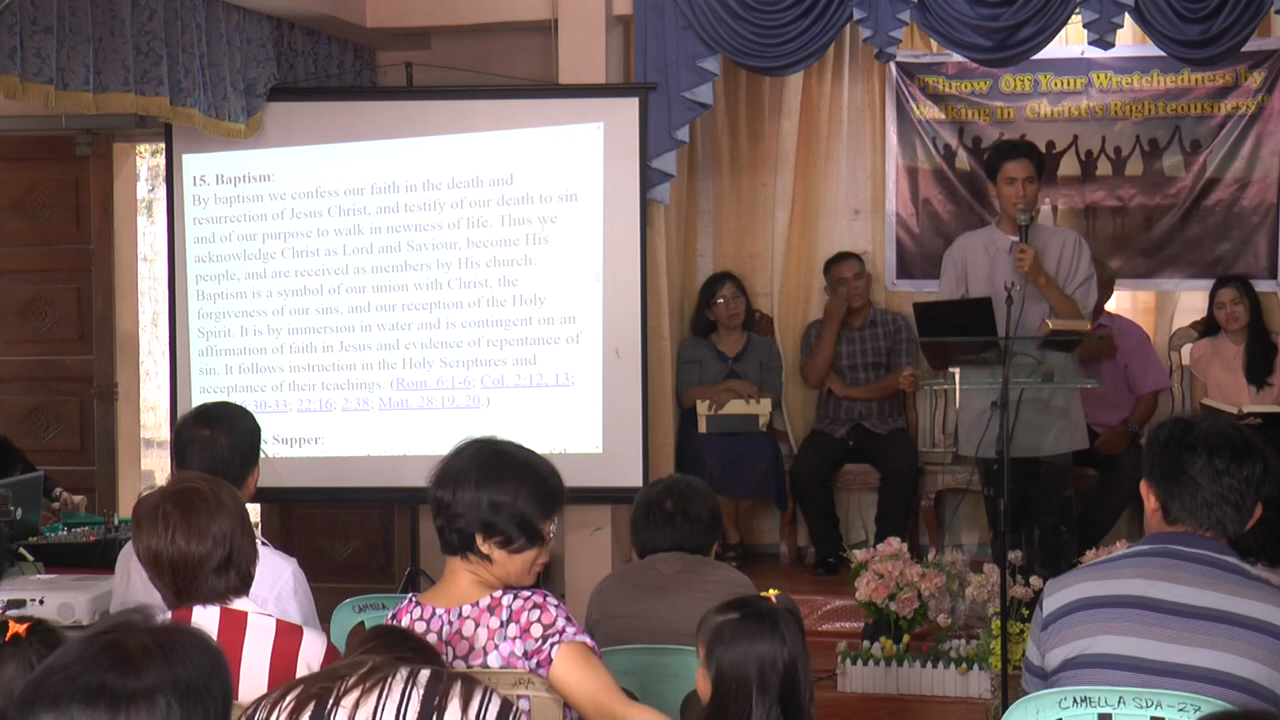 "Throw Off Your Wretchedness by
Walking in Christ's Righteousness"
15. Baptism:
By baptism we confess our faith in the death and
resurrection of Jesus Christ, and testify of our death to sin
and of our purpose to walk in newness of life. Thus we
acknowledge Christ as Lord and Saviour, become His
people, and are received as members by His church.
Baptism is a symbol of our union with Christ, the
forgiveness of our sins, and our reception of the Holy
Spirit. It is by immersion in water and is contingent on an
affirmation of faith in Jesus and evidence of repentance of
sin. It follows instruction in the Holy Scriptures and
acceptance of their teachings. (Rom. 6:1-6; Col. 2:12, 13;
:30-33; 22:16; 2:38; Matt. 28:19, 20.)
Supper:
CAMELLA
CAMELLA SDA-27